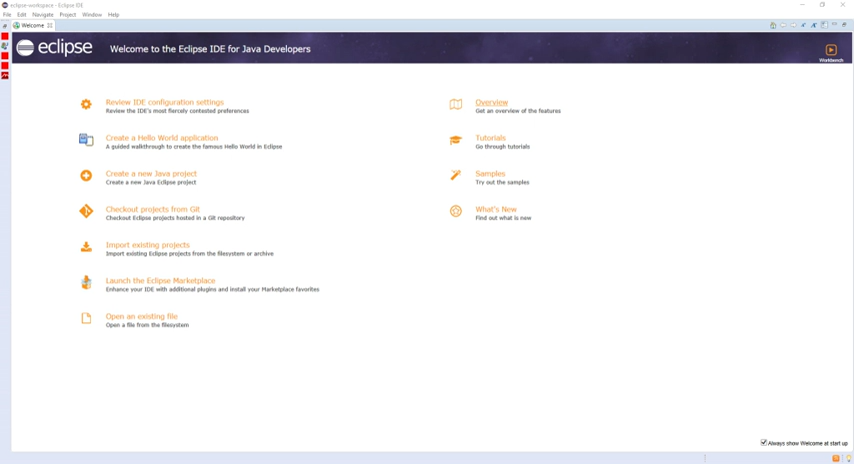 eclipse-workspace - Eclipse IDE
File Edit Navigate Project Window Help
Welcome
eclipse Welcome to the Eclipse IDE for Java Developers
Workbench
Review IDE configuration settings
Review the IDE's most fiercely contested preferences
Create a Hello World application
A guided walkthrough to create the famous Hello World in Eclipse
Create a new Java project
Create a new Java Eclipse project
Checkout projects from Git
Checkout Eclipse projects hosted in a Git repository
Import existing projects
Import existing Eclipse projects from the filesystem or archive
Launch the Eclipse Marketplace
Enhance your IDE with additional plugins and install your Marketplace favorites
Open an existing file
Open a file from the filesystem
Overview
Get an overview of the features
Tutorials
Go through tutorials
Samples
Try out the samples
What's New
Find out what is new
Always show Welcome at start up